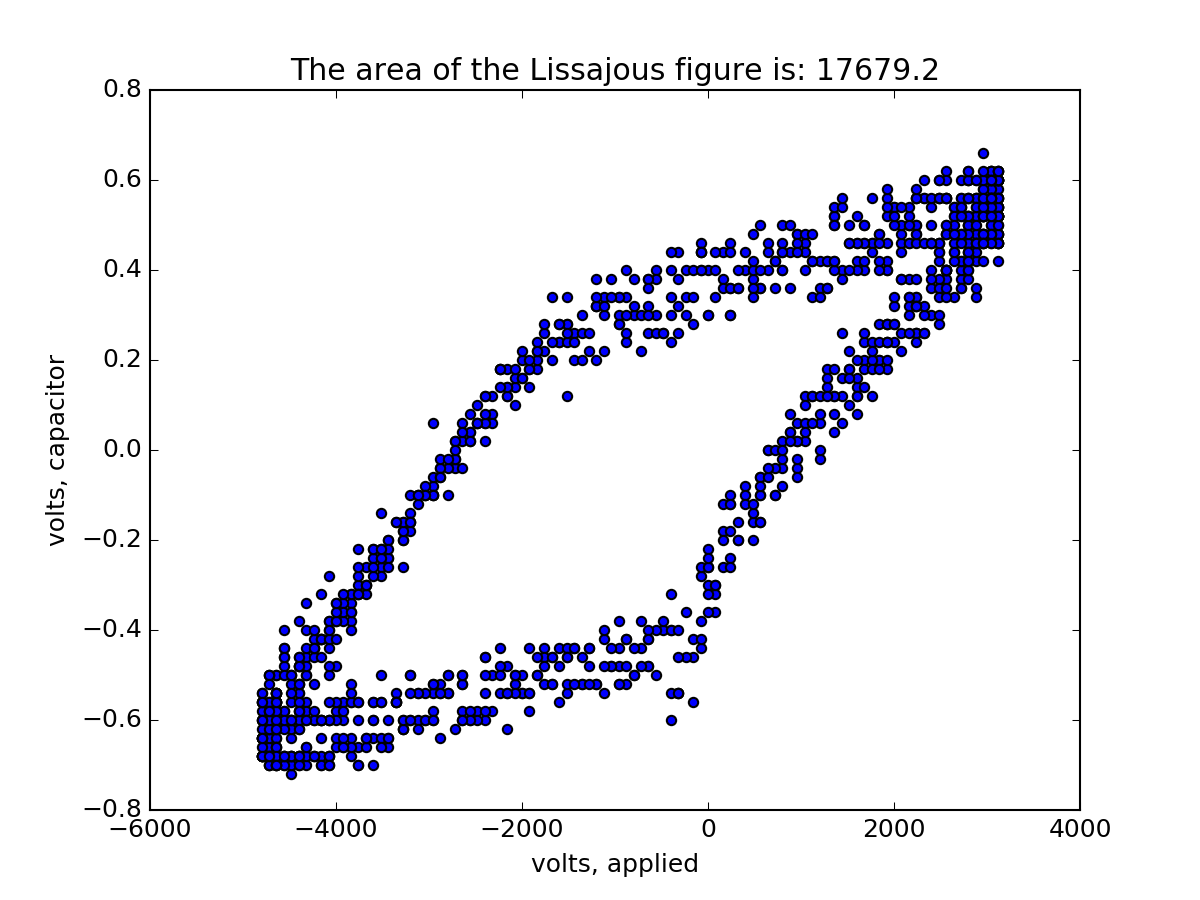 The area of the Lissajous figure is: 17679.2
0.8
0.6
0.4
0.2
0.0
−0.2
−0.4
−0.6
−0.8
volts, capacitor
−6000 −4000 −2000 0 2000 4000
volts, applied